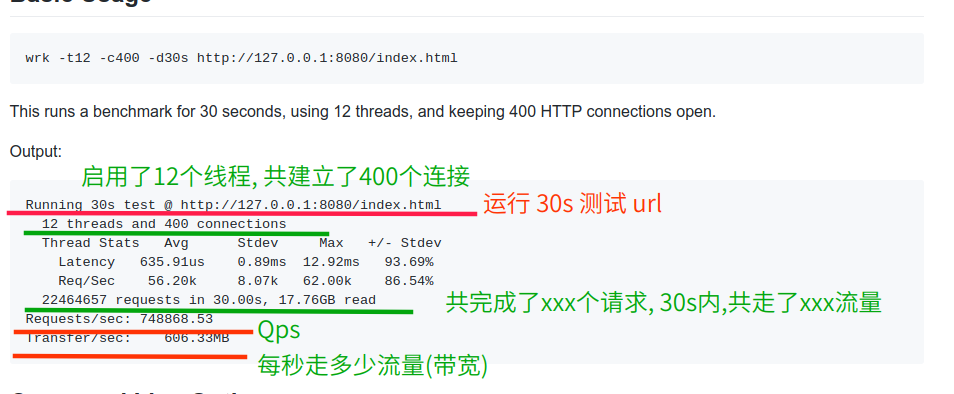 Basic Usage
wrk -t12 -c400 -d30s http://127.0.0.1:8080/index.html
This runs a benchmark for 30 seconds, using 12 threads, and keeping 400 HTTP connections open.
Output:
启用了12个线程, 共建立了400个连接
Running 30s test @ http://127.0.0.1:8080/index.html
运行 30s 测试 url
12 threads and 400 connections
Thread Stats Avg Stdev Max +/- Stdev
Latency 635.91us 0.89ms 12.92ms 93.69%
Req/Sec 56.20k 8.07k 62.00k 86.54%
22464657 requests in 30.00s, 17.76GB read
共完成了xxx个请求, 30s内,共走了xxx流量
Requests/sec: 748868.53
Qps
Transfer/sec: 606.33MB
每秒走多少流量(带宽)